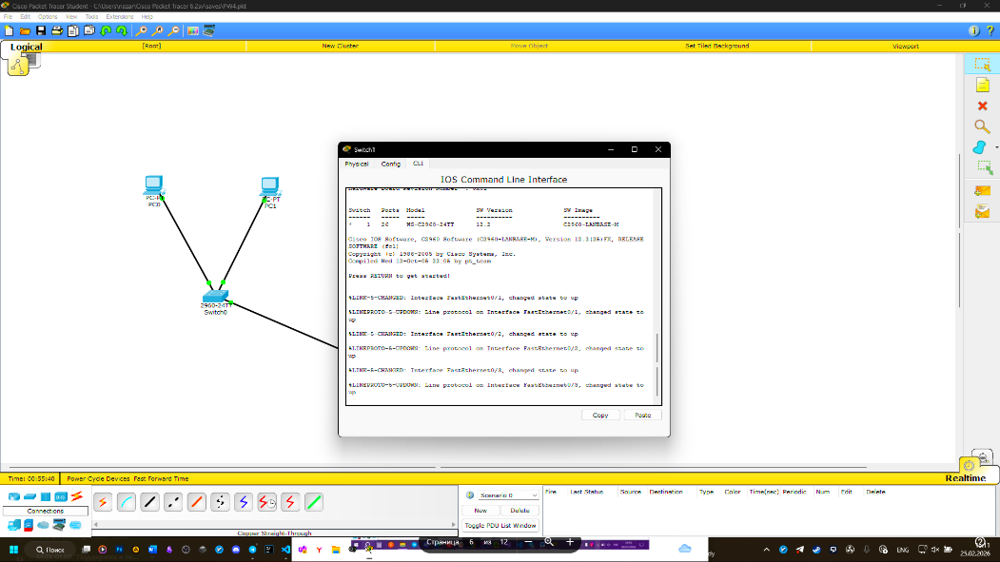 Cisco Packet Tracer Student - C:\Users\nazar\Cisco Packet Tracer 6.2sv\saves\PW4.pkt
File Edit Options View Tools Extensions Help
Logical [Root] New Cluster Move Object Set Tiled Background Viewport
Switch1
Physical Config CLI
IOS Command Line Interface
Switch Ports Model SW Version SW Image
------ ----- ----- ---------- ----------
* 1 26 WS-C2960-24TT 12.2 C2960-LANBASE-M
Cisco IOS Software, C2960 Software (C2960-LANBASE-M), Version 12.2(25)FX, RELEASE
SOFTWARE (fc1)
Copyright (c) 1986-2005 by Cisco Systems, Inc.
Compiled Wed 12-Oct-05 22:05 by pt_team
Press RETURN to get started!
%LINK-5-CHANGED: Interface FastEthernet0/1, changed state to up
%LINEPROTO-5-UPDOWN: Line protocol on Interface FastEthernet0/1, changed state to
up
%LINK-5-CHANGED: Interface FastEthernet0/2, changed state to up
%LINEPROTO-5-UPDOWN: Line protocol on Interface FastEthernet0/2, changed state to
up
%LINK-5-CHANGED: Interface FastEthernet0/3, changed state to up
%LINEPROTO-5-UPDOWN: Line protocol on Interface FastEthernet0/3, changed state to
up
Copy Paste
PC-PT
PC0
PC-PT
PC1
2960-24TT
Switch0
Time: 00:55:40 Power Cycle Devices Fast Forward Time Realtime
Connections
Copper Straight-Through
Scenario 0
New Delete
Toggle PDU List Window
Fire Last Status Source Destination Type Color Time(sec) Periodic Num Edit Delete
Поиск
Страница 6 из 12
ENG
25.02.2026